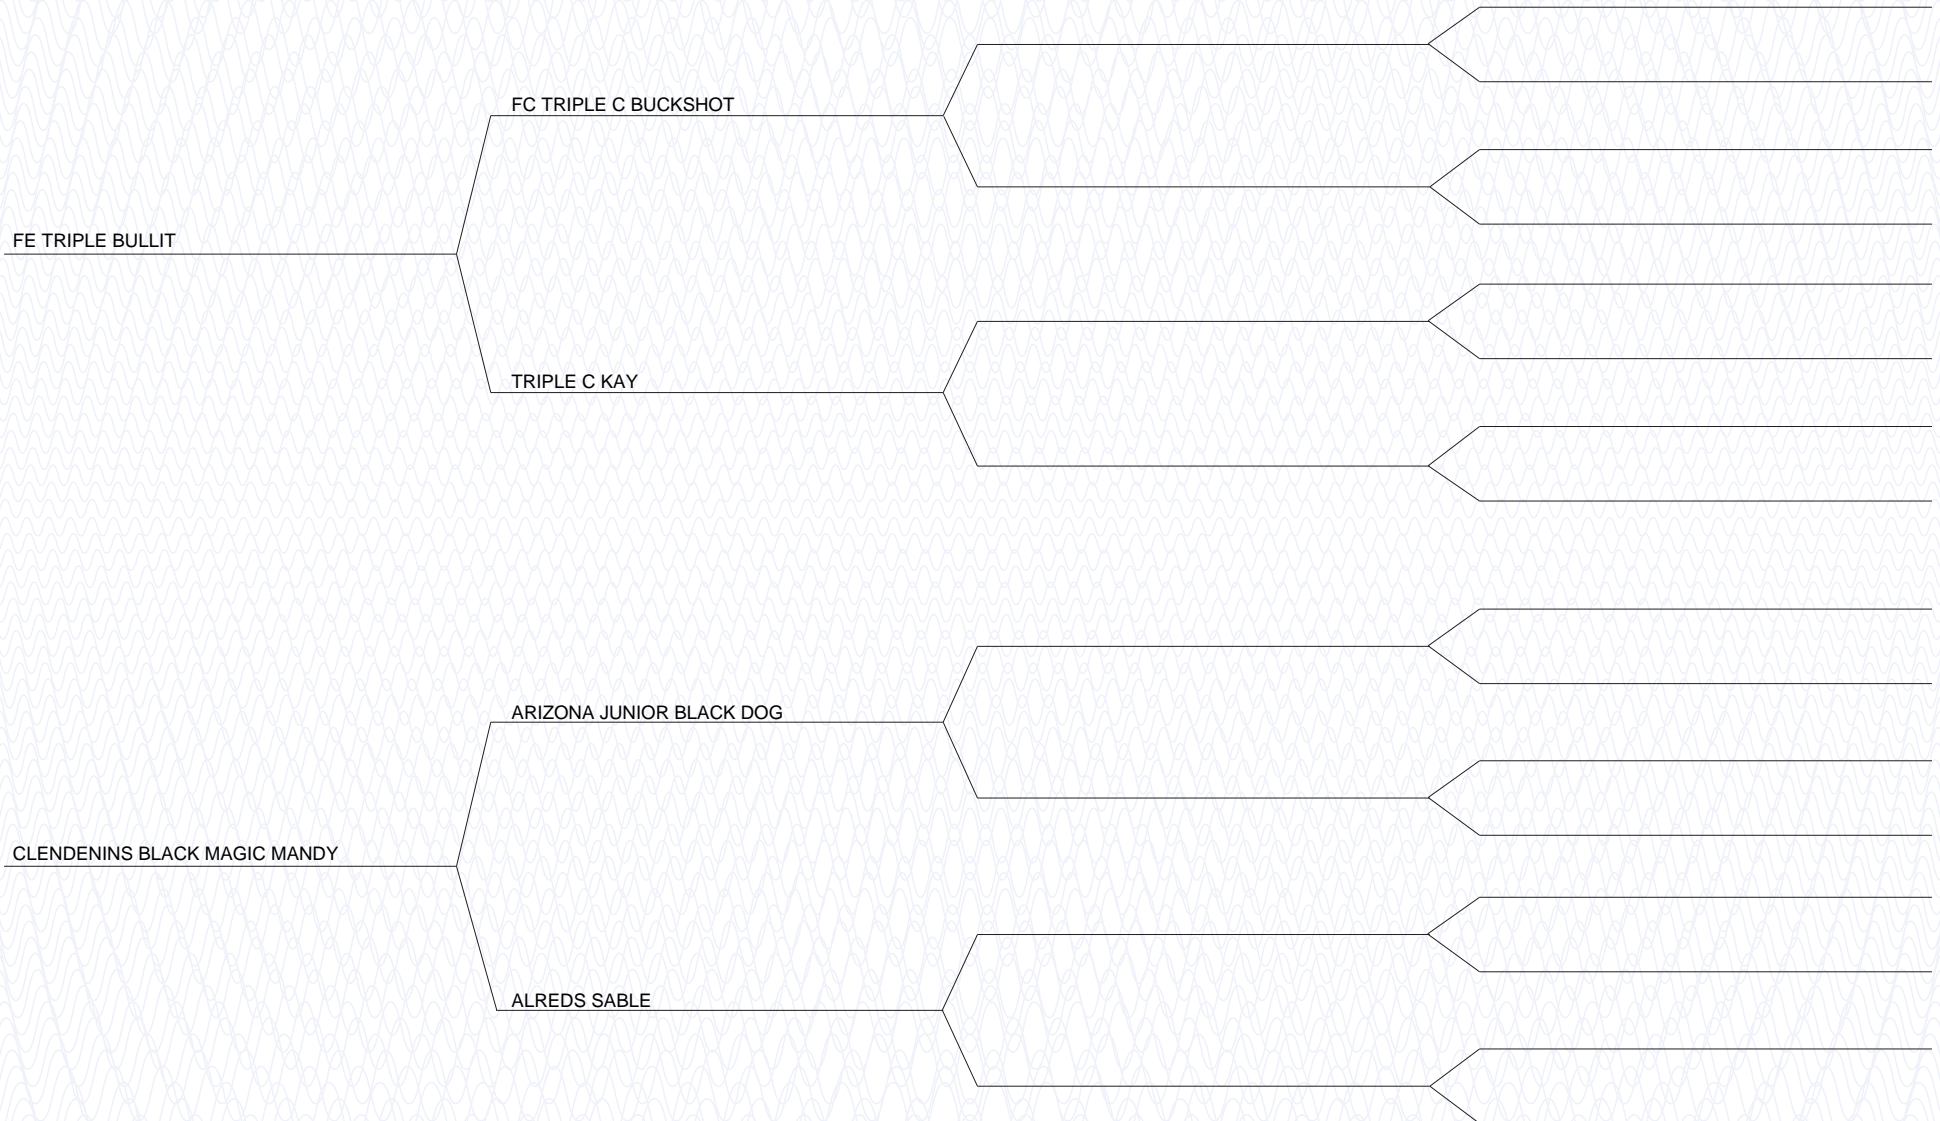 FC TRIPLE C BUCKSHOT
FE TRIPLE BULLIT
TRIPLE C KAY
ARIZONA JUNIOR BLACK DOG
CLENDENINS BLACK MAGIC MANDY
ALREDS SABLE